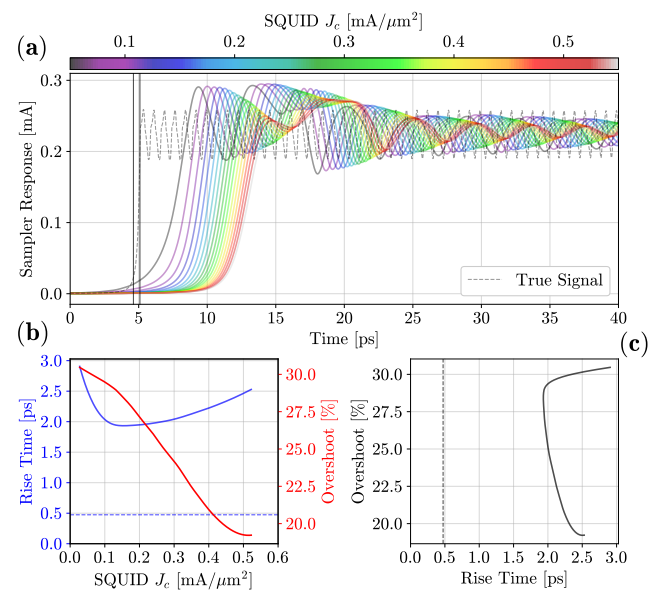 SQUID J_c [mA/μm²]
(a)
0.1 0.2 0.3 0.4 0.5
Sampler Response [mA]
0.3
0.2
0.1
0.0
True Signal
0 5 10 15 20 25 30 35 40
Time [ps]
(b)
Rise Time [ps]
3.0
2.5
2.0
1.5
1.0
0.5
0.0
30.0
27.5
25.0
22.5
20.0
Overshoot [%]
0.0 0.1 0.2 0.3 0.4 0.5 0.6
SQUID J_c [mA/μm²]
(c)
Overshoot [%]
30.0
27.5
25.0
22.5
20.0
0.0 0.5 1.0 1.5 2.0 2.5 3.0
Rise Time [ps]